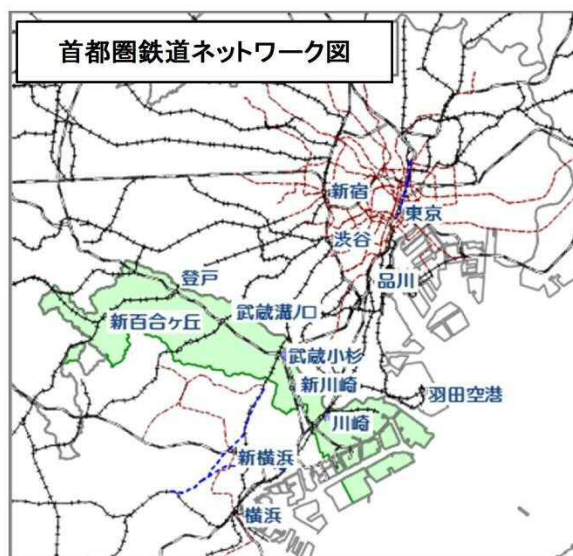 首都圏鉄道ネットワーク図
新宿
東京
渋谷
品川
登戸
武蔵溝ノ口
新百合ヶ丘
武蔵小杉
新川崎
羽田空港
川崎
新横浜
横浜